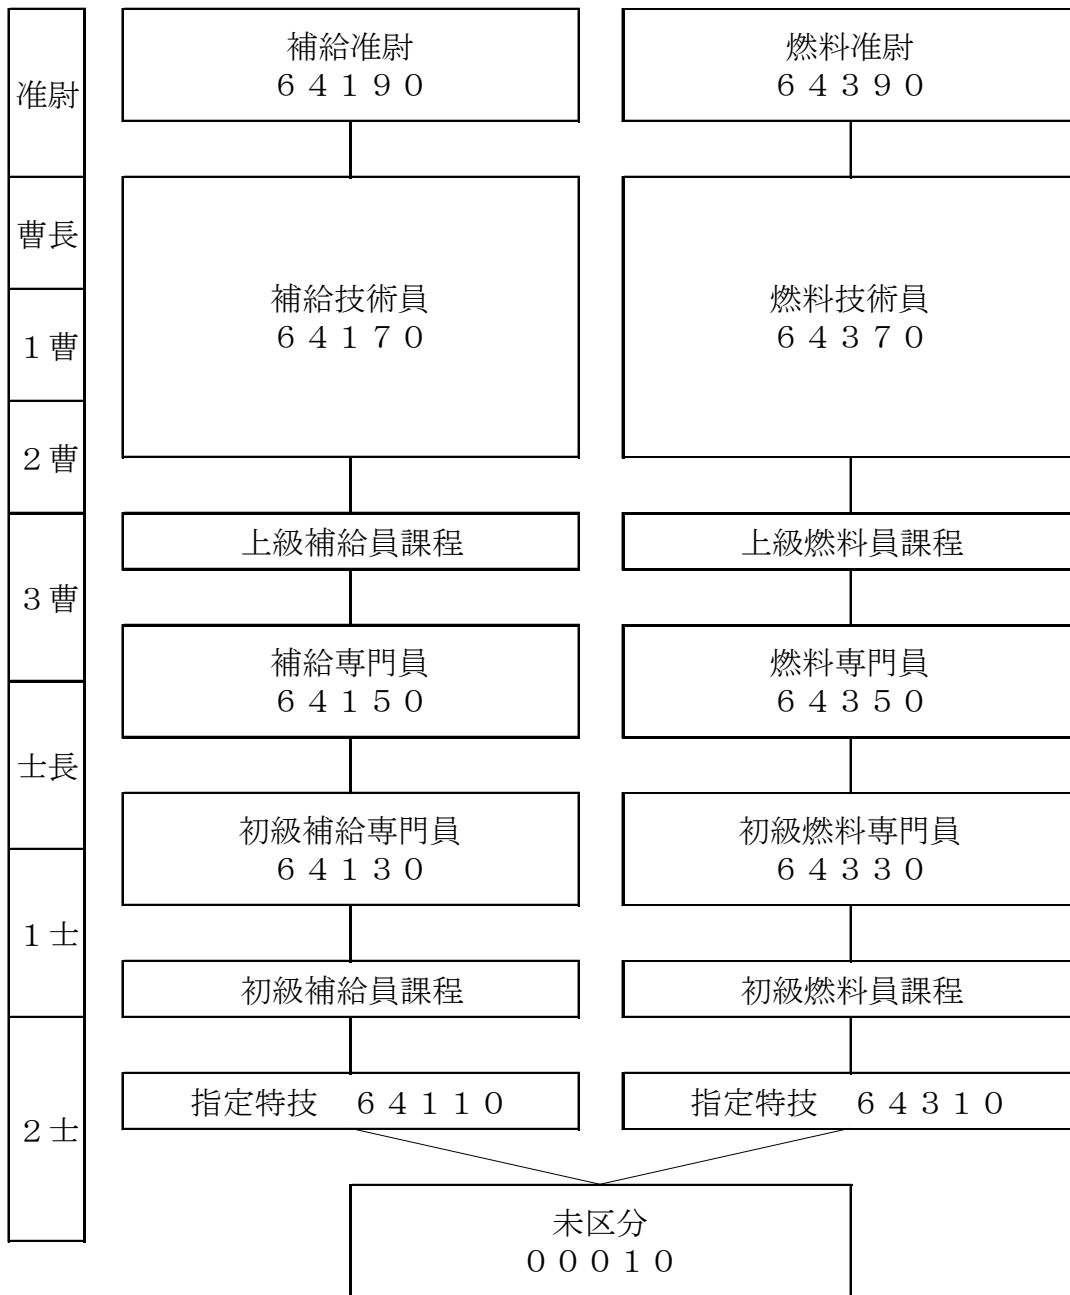 准尉
補給准尉
６４１９０
燃料准尉
６４３９０
曹長
１曹
２曹
補給技術員
６４１７０
燃料技術員
６４３７０
３曹
上級補給員課程
上級燃料員課程
補給専門員
６４１５０
燃料専門員
６４３５０
士長
初級補給専門員
６４１３０
初級燃料専門員
６４３３０
１士
初級補給員課程
初級燃料員課程
２士
指定特技　６４１１０
指定特技　６４３１０
未区分
０００１０